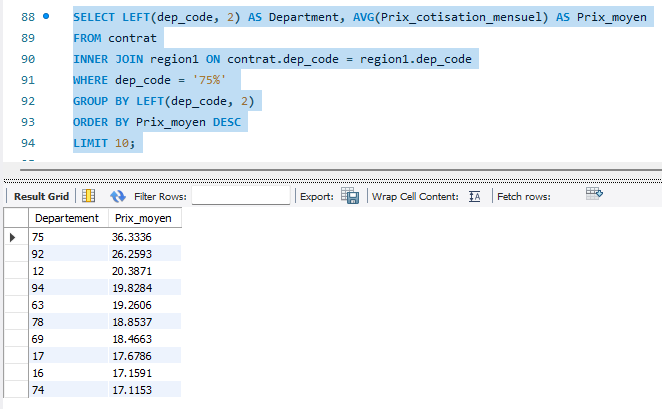 88 SELECT LEFT(dep_code, 2) AS Department, AVG(Prix_cotisation_mensuel) AS Prix_moyen
89 FROM contrat
90 INNER JOIN region1 ON contrat.dep_code = region1.dep_code
91 WHERE dep_code = '75%'
92 GROUP BY LEFT(dep_code, 2)
93 ORDER BY Prix_moyen DESC
94 LIMIT 10;
Result Grid Filter Rows: Export: Wrap Cell Content: Fetch rows:
Departement Prix_moyen
75 36.3336
92 26.2593
12 20.3871
94 19.8284
63 19.2606
78 18.8537
69 18.4663
17 17.6786
16 17.1591
74 17.1153